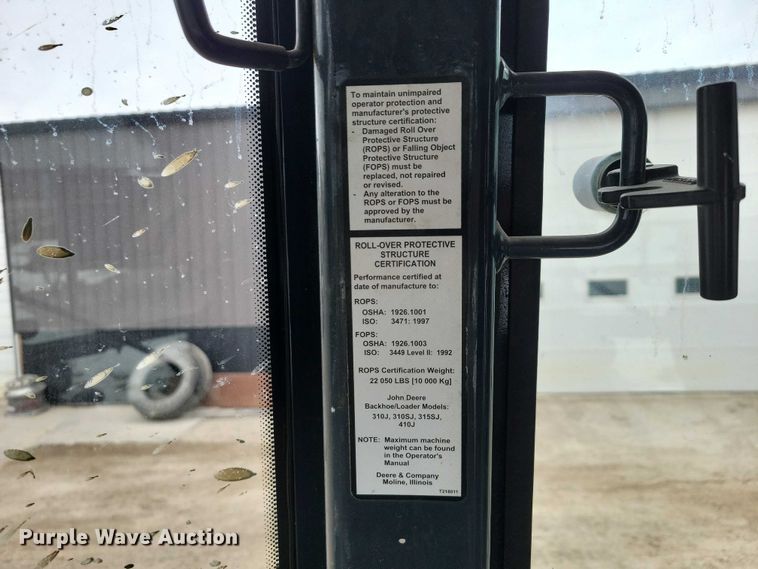 To maintain unimpaired
operator protection and
manufacturer's protective
structure certification:
- Damaged Roll Over
Protective Structure
(ROPS) or Falling Object
Protective Structure
(FOPS) must be
replaced, not repaired
or revised.
- Any alteration to the
ROPS or FOPS must be
approved by the
manufacturer.
ROLL-OVER PROTECTIVE
STRUCTURE
CERTIFICATION
Performance certified at
date of manufacture to:
ROPS:
OSHA: 1926.1001
ISO: 3471: 1997
FOPS:
OSHA: 1926.1003
ISO: 3449 Level II: 1992
ROPS Certification Weight:
22 050 LBS [10 000 Kg]
John Deere
Backhoe/Loader Models:
310J, 310SJ, 315SJ,
410J
NOTE: Maximum machine
weight can be found
in the Operator's
Manual
Deere & Company
Moline, Illinois
T218011
Purple Wave Auction